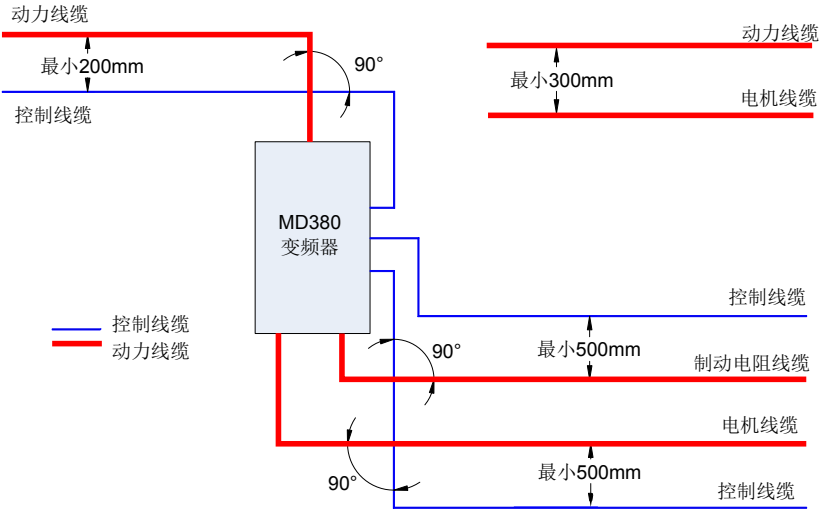 动力线缆
最小200mm
90°
控制线缆
动力线缆
最小300mm
电机线缆
MD380
变频器
控制线缆
动力线缆
控制线缆
最小500mm
90°
制动电阻线缆
电机线缆
90°
最小500mm
控制线缆